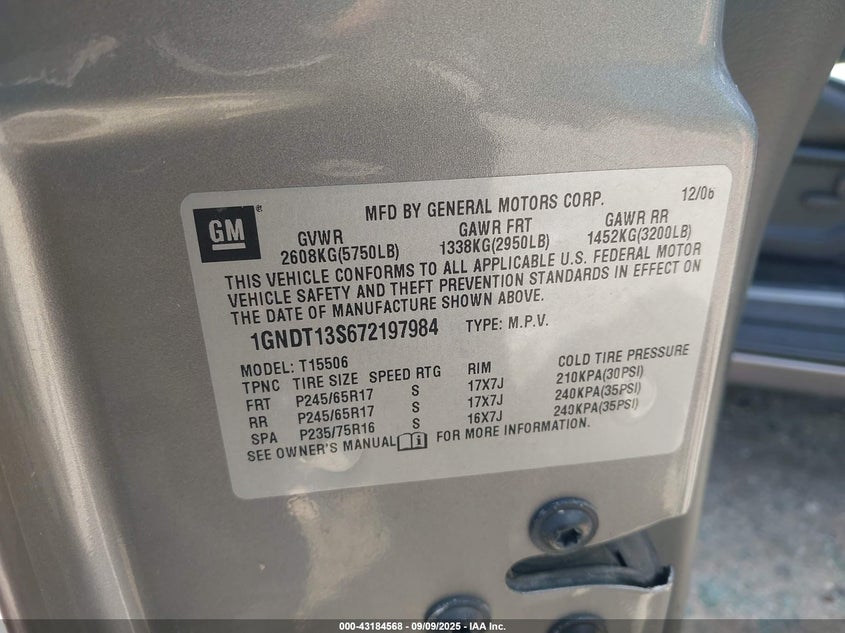 GM ®
MFD BY GENERAL MOTORS CORP. 12/06
GVWR GAWR FRT GAWR RR
2608KG(5750LB) 1338KG(2950LB) 1452KG(3200LB)
THIS VEHICLE CONFORMS TO ALL APPLICABLE U.S. FEDERAL MOTOR
VEHICLE SAFETY AND THEFT PREVENTION STANDARDS IN EFFECT ON
THE DATE OF MANUFACTURE SHOWN ABOVE.
1GNDT13S672197984 TYPE: M.P.V.
MODEL: T15506
TPNC TIRE SIZE SPEED RTG RIM COLD TIRE PRESSURE
FRT P245/65R17 S 17X7J 210KPA(30PSI)
RR P245/65R17 S 17X7J 240KPA(35PSI)
SPA P235/75R16 S 16X7J 240KPA(35PSI)
SEE OWNER'S MANUAL FOR MORE INFORMATION.
000-43184568 - 09/09/2025 - IAA Inc.